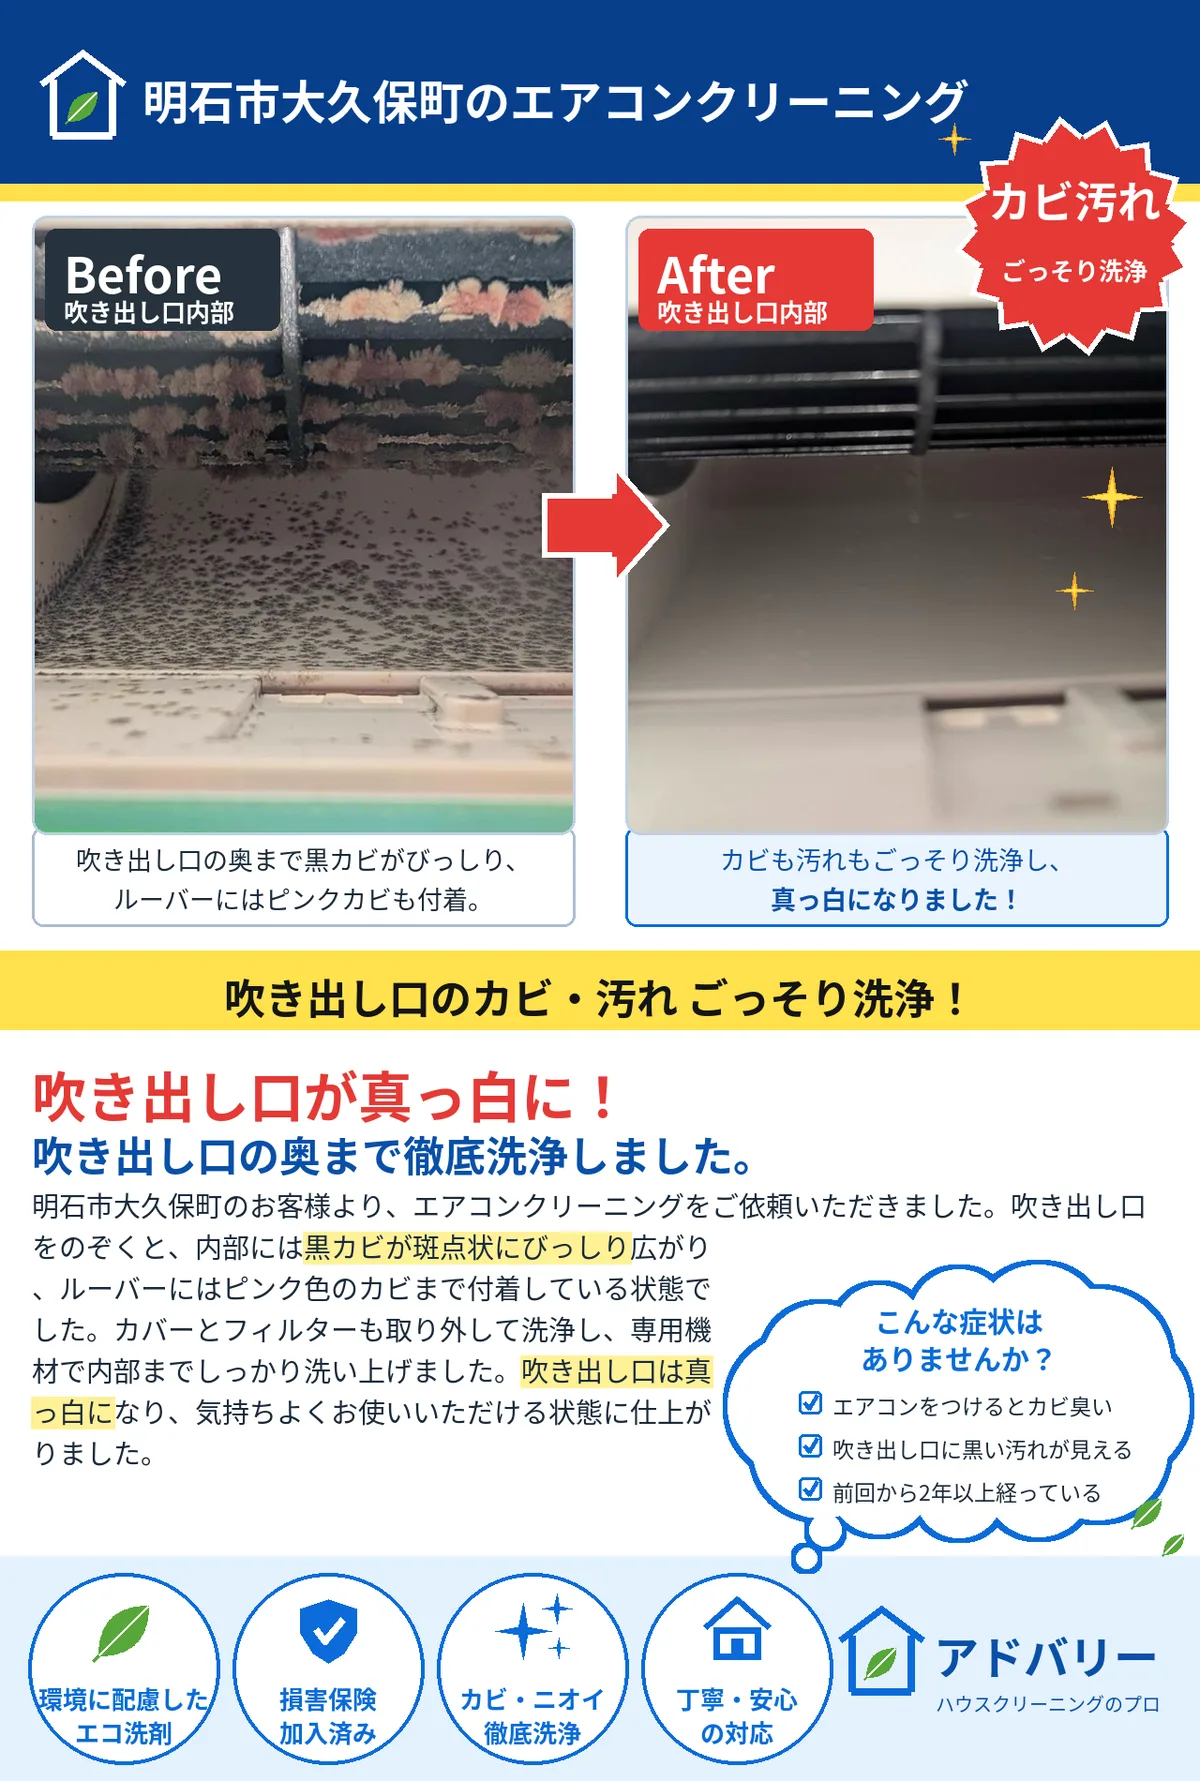 明石市大久保町のエアコンクリーニング
カビ汚れ
ごっそり洗浄
Before
吹き出し口内部
After
吹き出し口内部
吹き出し口の奥まで黒カビがびっしり、
ルーバーにはピンクカビも付着。
カビも汚れもごっそり洗浄し、
真っ白になりました！
吹き出し口のカビ・汚れ ごっそり洗浄！
吹き出し口が真っ白に！
吹き出し口の奥まで徹底洗浄しました。
明石市大久保町のお客様より、エアコンクリーニングをご依頼いただきました。吹き出し口
をのぞくと、内部には黒カビが斑点状にびっしり広がり
、ルーバーにはピンク色のカビまで付着している状態で
した。カバーとフィルターも取り外して洗浄し、専用機
材で内部までしっかり洗い上げました。吹き出し口は真
っ白になり、気持ちよくお使いいただける状態に仕上が
りました。
こんな症状は
ありませんか？
エアコンをつけるとカビ臭い
吹き出し口に黒い汚れが見える
前回から2年以上経っている
環境に配慮した
エコ洗剤
損害保険
加入済み
カビ・ニオイ
徹底洗浄
丁寧・安心
の対応
アドバリー
ハウスクリーニングのプロ